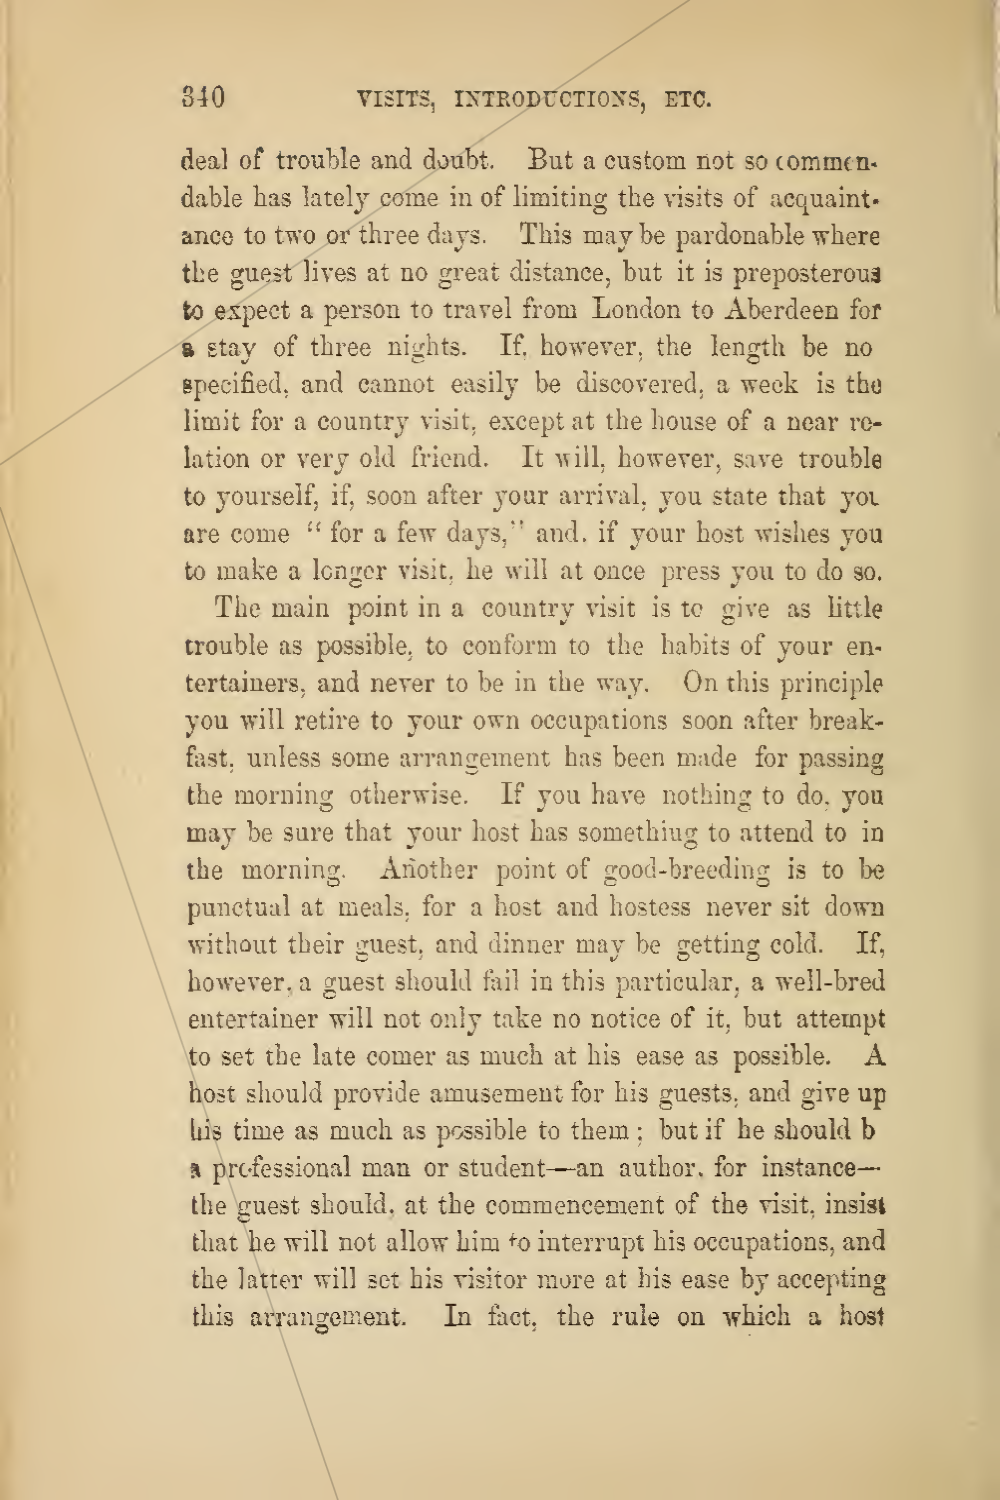 340 VISITS, INTRODUCTIONS, ETC.
deal of trouble and doubt. But a custom not so commen-
dable has lately come in of limiting the visits of acquaint-
ance to two or three days. This may be pardonable where
the guest lives at no great distance, but it is preposterous
to expect a person to travel from London to Aberdeen for
a stay of three nights. If, however, the length be no
specified, and cannot easily be discovered, a week is the
limit for a country visit, except at the house of a near re-
lation or very old friend. It will, however, save trouble
to yourself, if, soon after your arrival, you state that you
are come “for a few days,” and, if your host wishes you
to make a longer visit, he will at once press you to do so.
The main point in a country visit is to give as little
trouble as possible, to conform to the habits of your en-
tertainers, and never to be in the way. On this principle
you will retire to your own occupations soon after break-
fast, unless some arrangement has been made for passing
the morning otherwise. If you have nothing to do, you
may be sure that your host has something to attend to in
the morning. Another point of good-breeding is to be
punctual at meals, for a host and hostess never sit down
without their guest, and dinner may be getting cold. If,
however, a guest should fail in this particular, a well-bred
entertainer will not only take no notice of it, but attempt
to set the late comer as much at his ease as possible. A
host should provide amusement for his guests, and give up
his time as much as possible to them; but if he should b
a professional man or student—an author, for instance—
the guest should, at the commencement of the visit, insist
that he will not allow him to interrupt his occupations, and
the latter will set his visitor more at his ease by accepting
this arrangement. In fact, the rule on which a host